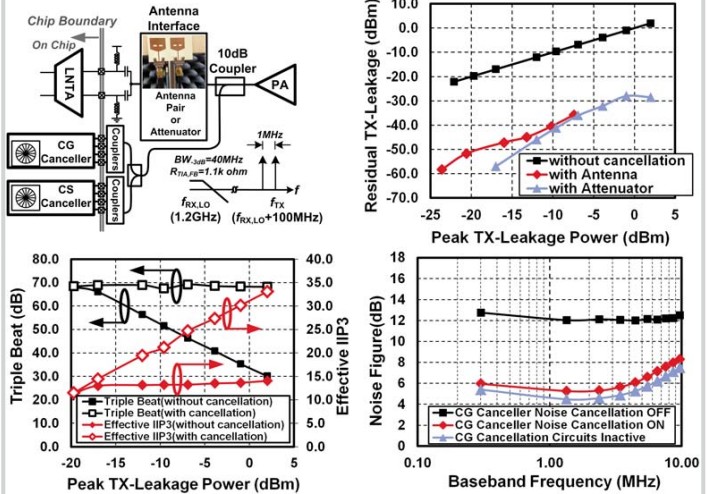 Chip Boundary
On Chip
LNTA
Antenna
Interface
Antenna
Pair
or
Attenuator
10dB
Coupler
PA
CG
Canceller
CS
Canceller
Couplers
Couplers
BW-3dB=40MHz
RTIA,FB=1.1k ohm
1MHz
f
fRX,LO
(1.2GHz)
fTX
(fRX,LO+100MHz)
Residual TX-Leakage (dBm)
10.0
0.0
-10.0
-20.0
-30.0
-40.0
-50.0
-60.0
-70.0
without cancellation
with Antenna
with Attenuator
-25 -20 -15 -10 -5 0 5
Peak TX-Leakage Power (dBm)
Triple Beat (dB)
80.0
70.0
60.0
50.0
40.0
30.0
20.0
10.0
0.0
Triple Beat(without cancellation)
Triple Beat(with cancellation)
Effective IIP3(without cancellation)
Effective IIP3(with cancellation)
40.0
35.0
30.0
25.0
20.0
15.0
10.0
5.0
0.0
Effective IIP3
-20 -15 -10 -5 0 5
Peak TX-Leakage Power (dBm)
Noise Figure(dB)
18
16
14
12
10
8
6
4
2
0
CG Canceller Noise Cancellation OFF
CG Canceller Noise Cancellation ON
CG Cancellation Circuits Inactive
0.10 1.00 10.00
Baseband Frequency (MHz)